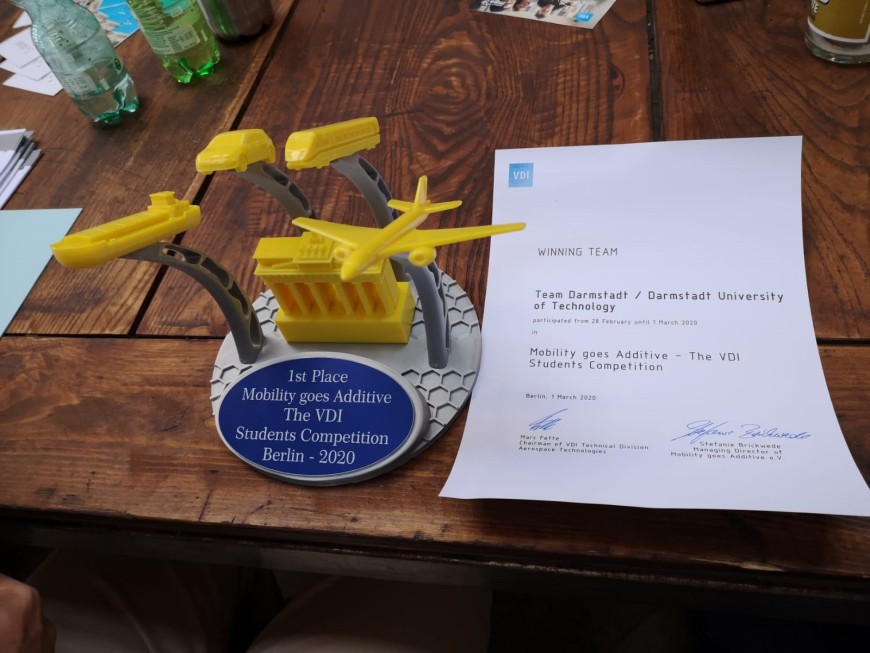 1st Place
Mobility goes Additive
The VDI
Students Competition
Berlin - 2020
VDI
WINNING TEAM
Team Darmstadt / Darmstadt University
of Technology
participated from 28 February until 1 March 2020
in
Mobility goes Additive – The VDI
Students Competition
Berlin, 1 March 2020
Marc Fette
Chairman of VDI Technical Division
Aerospace Technologies
Stefanie Brickwede
Managing Director of
Mobility goes Additive e.V.